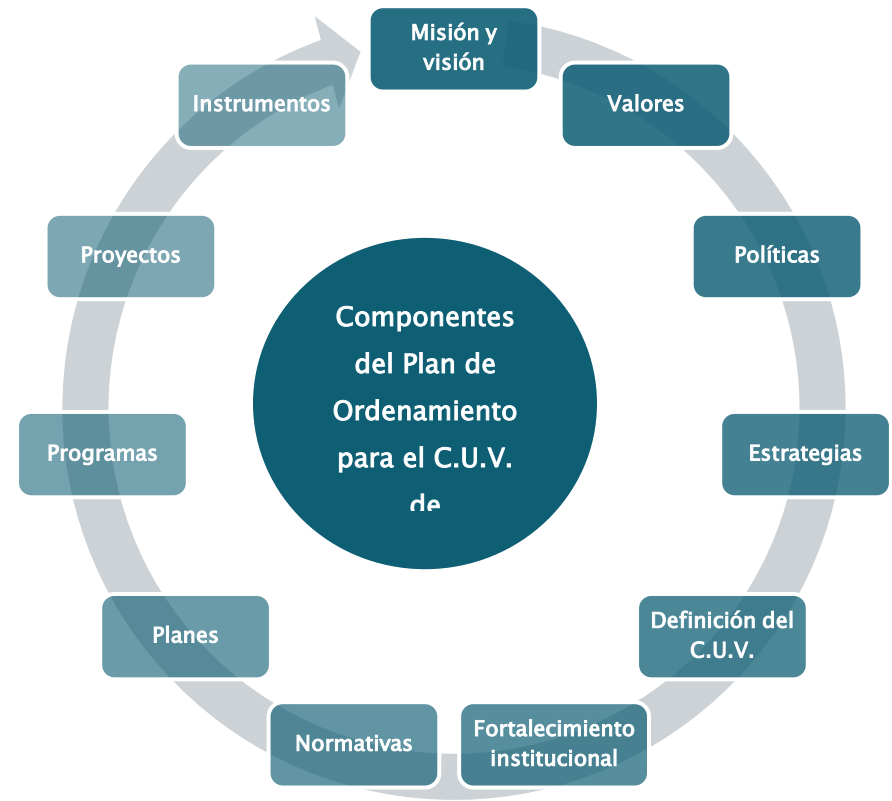 Misión y
visión
Valores
Políticas
Estrategias
Definición del
C.U.V.
Fortalecimiento
institucional
Normativas
Planes
Programas
Proyectos
Instrumentos
Componentes
del Plan de
Ordenamiento
para el C.U.V.
de